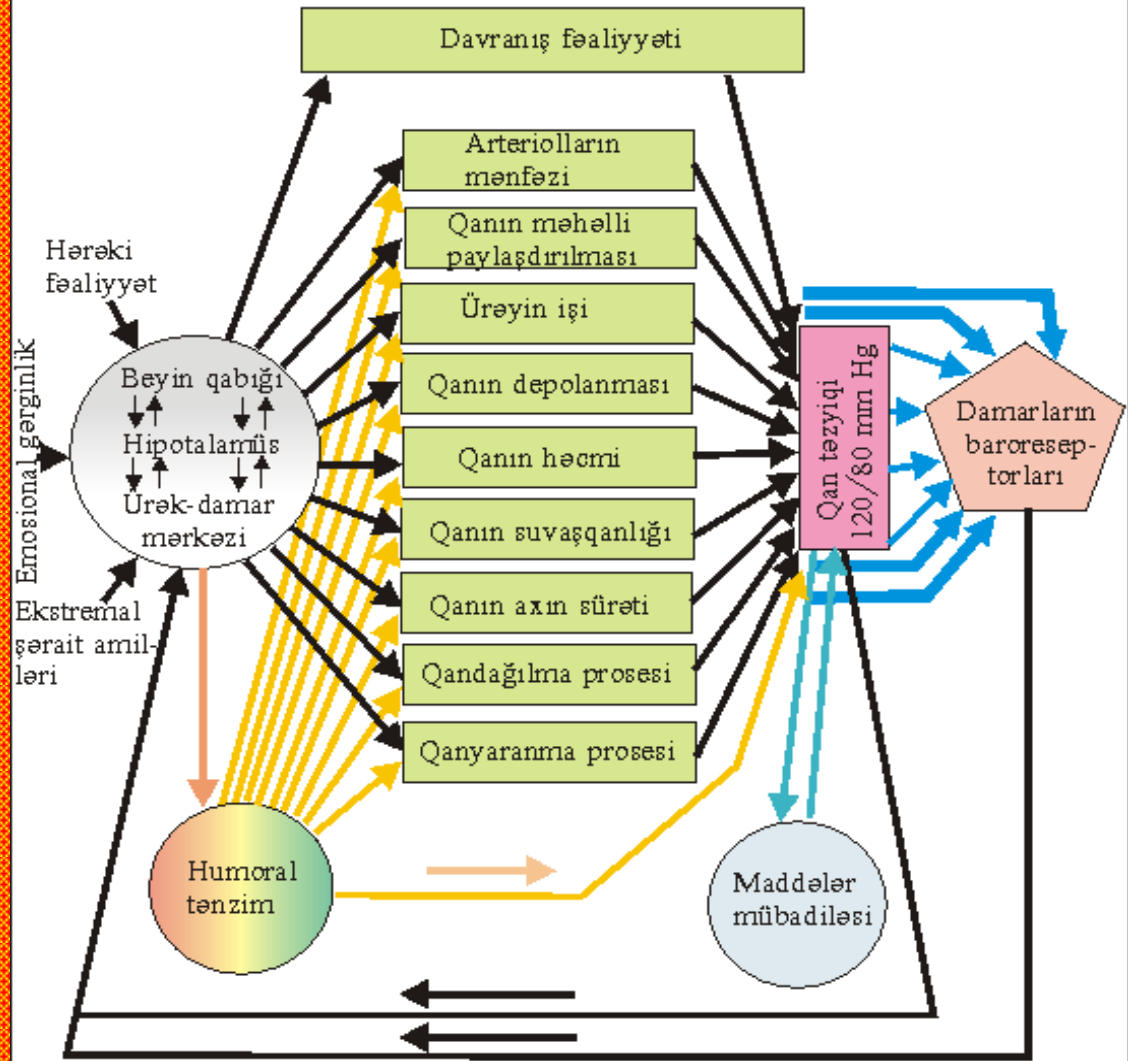 Davranış fəaliyyəti
Arteriolların
mənfəzi
Qanın məhəlli
paylaşdırılması
Ürəyin işi
Qanın depolanması
Qanın həcmi
Qanın suvaşqanlığı
Qanın axın sürəti
Qandağılma prosesi
Qanyaranma prosesi
Hərəki
fəaliyyət
Emosional gərginlik
Ekstremal
şərait amil-
ləri
Beyin qabığı
Hipotalamüs
Ürək-damar
mərkəzi
Humoral
tənzim
Qan təzyiqi
120/80 mm Hg
Damarların
baroresep-
torları
Maddələr
mübadiləsi